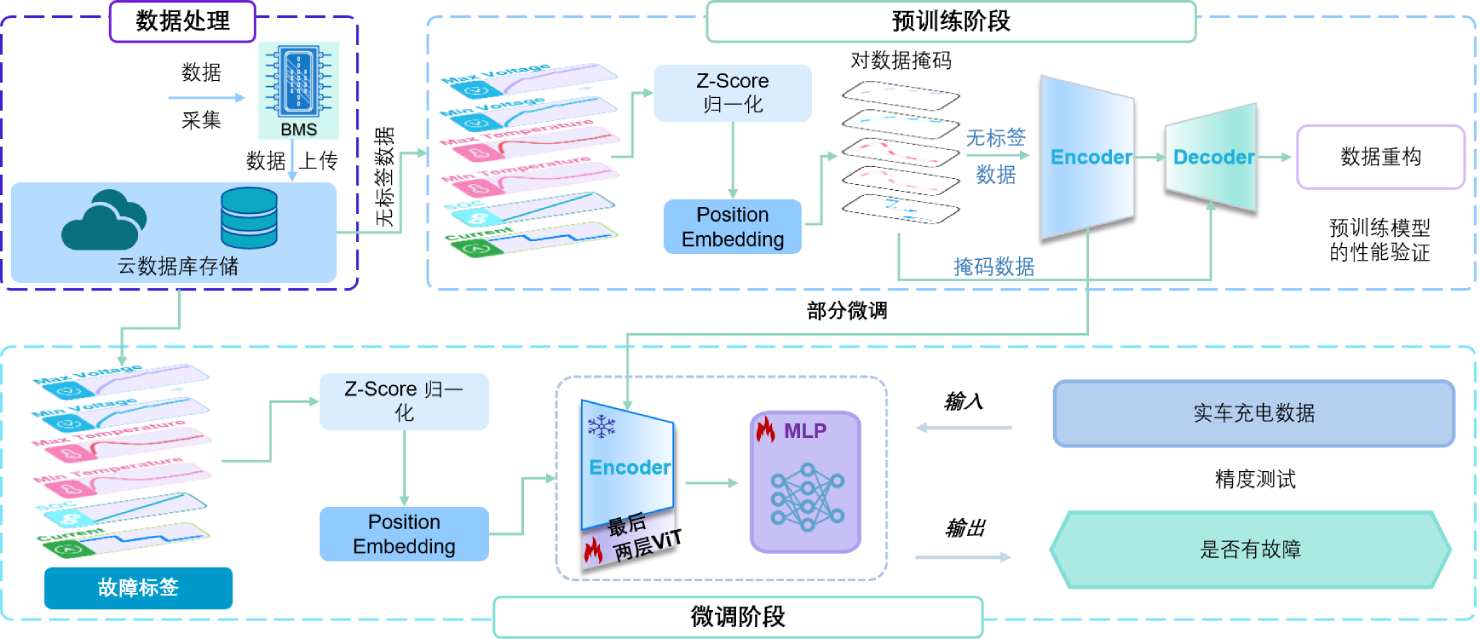 数据处理
数据
采集
BMS
数据
上传
云数据库存储
无标签数据
预训练阶段
Max Voltage
Min Voltage
Max Temperature
Min Temperature
SOC
Current
Z-Score
归一化
Position
Embedding
对数据掩码
无标签
数据
掩码数据
Encoder
Decoder
数据重构
预训练模型
的性能验证
部分微调
Max Voltage
Min Voltage
Max Temperature
Min Temperature
SOC
Current
故障标签
Z-Score 归一
化
Position
Embedding
Encoder
最后
两层ViT
MLP
输入
实车充电数据
精度测试
输出
是否有故障
微调阶段